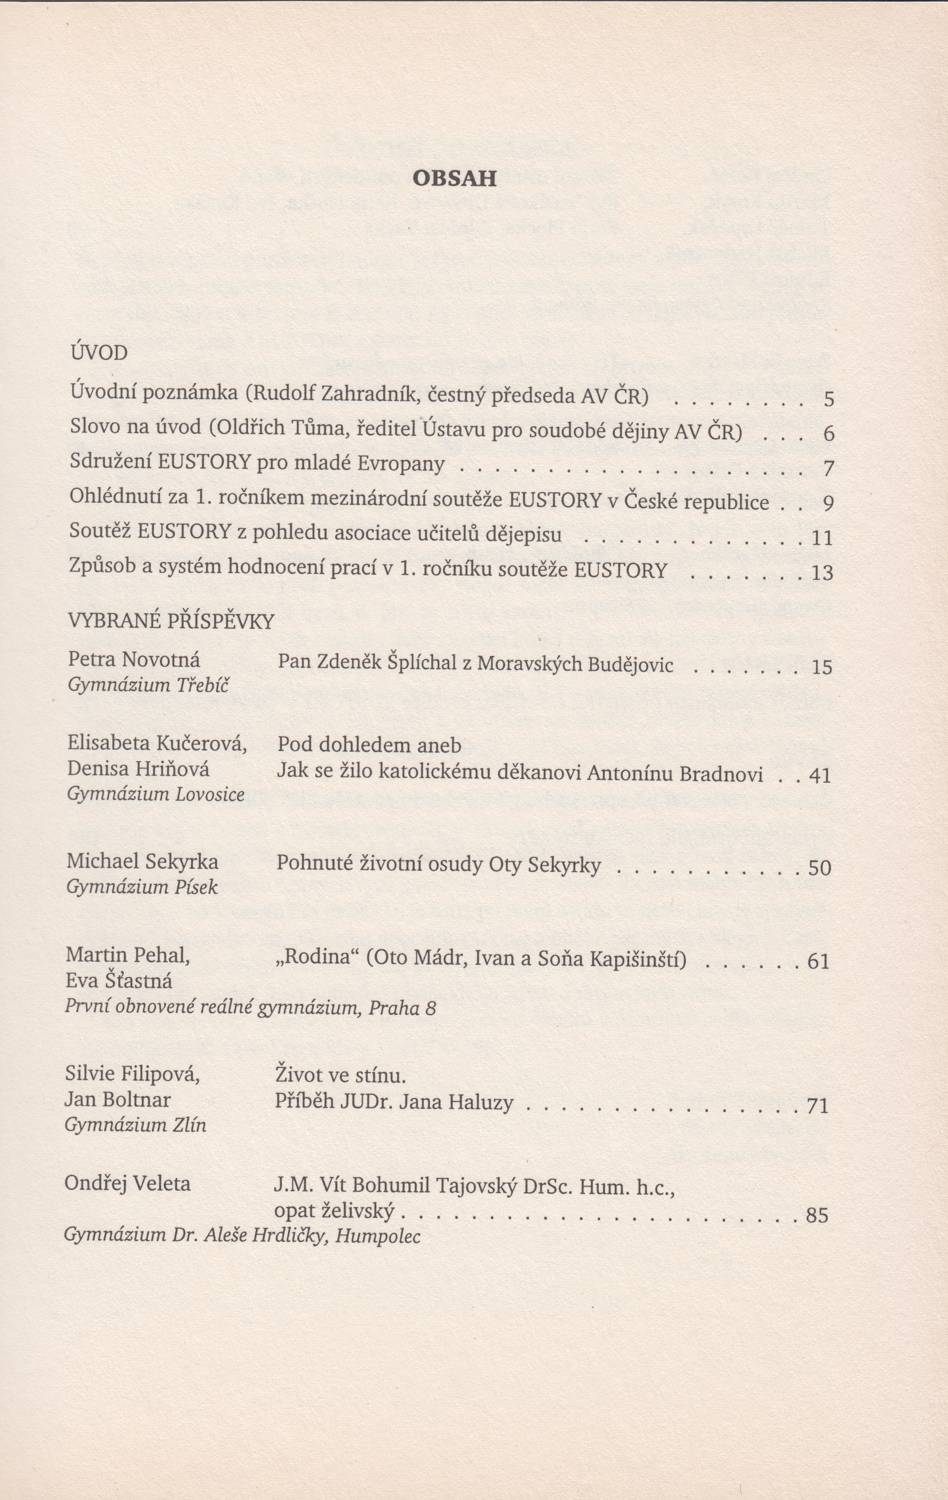 OBSAH
ÚVOD
Úvodní poznámka (Rudolf Zahradník, čestný předseda AV ČR) . . . . . . . . 5
Slovo na úvod (Oldřich Tůma, ředitel Ústavu pro soudobé dějiny AV ČR) . . . 6
Sdružení EUSTORY pro mladé Evropany . . . . . . . . . . . . . . . . . . . . 7
Ohlédnutí za 1. ročníkem mezinárodní soutěže EUSTORY v České republice . . 9
Soutěž EUSTORY z pohledu asociace učitelů dějepisu . . . . . . . . . . . . . 11
Způsob a systém hodnocení prací v 1. ročníku soutěže EUSTORY . . . . . . . 13
VYBRANÉ PŘÍSPĚVKY
Petra Novotná Pan Zdeněk Šplíchal z Moravských Budějovic . . . . . . . 15
Gymnázium Třebíč
Elisabeta Kučerová, Pod dohledem aneb
Denisa Hriňová Jak se žilo katolickému děkanovi Antonínu Bradnovi . . 41
Gymnázium Lovosice
Michael Sekyrka Pohnuté životní osudy Oty Sekyrky . . . . . . . . . . . 50
Gymnázium Písek
Martin Pehal, „Rodina“ (Oto Mádr, Ivan a Soňa Kapišinští) . . . . . . 61
Eva Šťastná
První obnovené reálné gymnázium, Praha 8
Silvie Filipová, Život ve stínu.
Jan Boltnar Příběh JUDr. Jana Haluzy . . . . . . . . . . . . . . . . 71
Gymnázium Zlín
Ondřej Veleta J.M. Vít Bohumil Tajovský DrSc. Hum. h.c.,
opat želivský . . . . . . . . . . . . . . . . . . . . . . . 85
Gymnázium Dr. Aleše Hrdličky, Humpolec